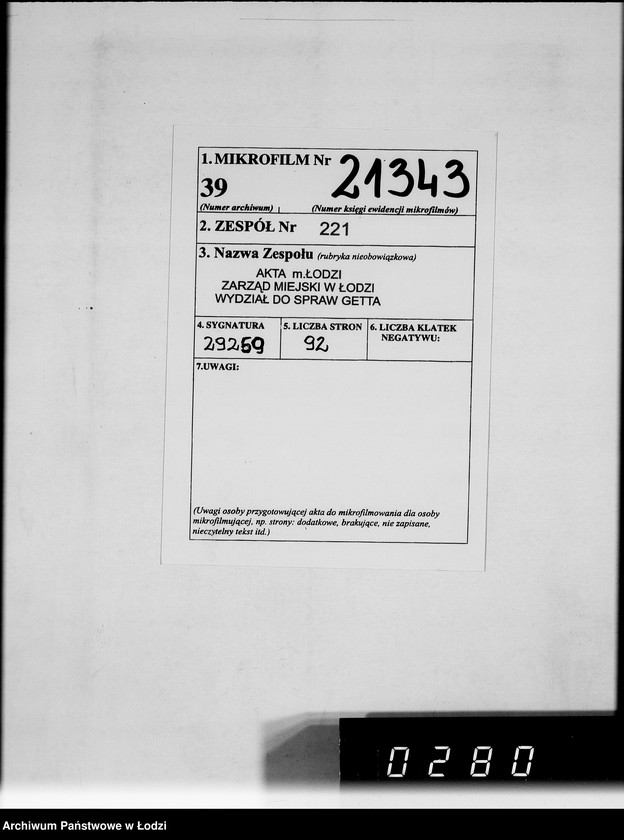 1. MIKROFILM Nr 21343
39
(Numer archiwum) (Numer księgi ewidencji mikrofilmów)
2. ZESPÓŁ Nr 221
3. Nazwa Zespołu (rubryka nieobowiązkowa)
AKTA m.ŁODZI
ZARZĄD MIEJSKI W ŁODZI
WYDZIAŁ DO SPRAW GETTA
4. SYGNATURA 5. LICZBA STRON 6. LICZBA KLATEK
NEGATYWU:
29259 92
7.UWAGI:
(Uwagi osoby przygotowującej akta do mikrofilmowania dla osoby
mikrofilmującej, np. strony: dodatkowe, brakujące, nie zapisane,
nieczytelny tekst itd.)
0280
Archiwum Państwowe w Łodzi